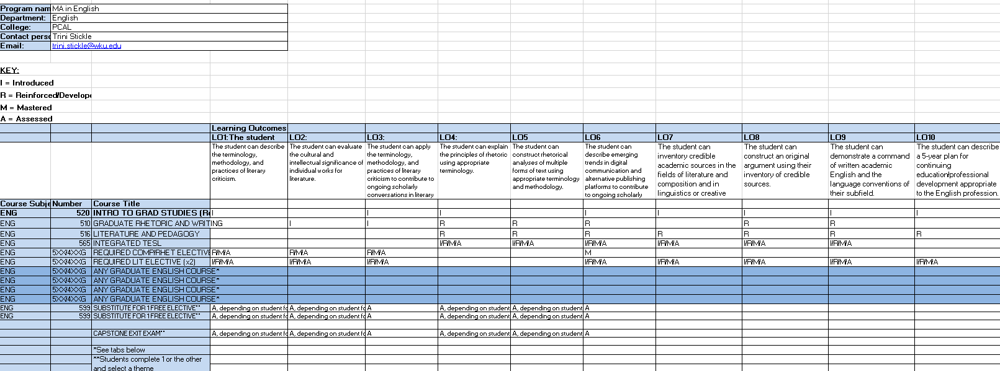 Program nam MA in English
Department: English
College: PCAL
Contact perso Trini Stickle
Email: trini.stickle@wku.edu
KEY:
I = Introduced
R = Reinforced/Develope
M = Mastered
A = Assessed
Learning Outcomes
LO1: The student LO2: LO3: LO4: LO5 LO6 LO7 LO8 LO9 LO10
The student can describe the terminology, methodology, and practices of literary criticism.
The student can evaluate the cultural and intellectual significance of individual works for literature.
The student can apply the terminology, methodology, and practices of literary criticism to contribute to ongoing scholarly conversations in literary
The student can explain the principles of rhetoric using appropriate terminology.
The student can construct rhetorical analyses of multiple forms of text using appropriate terminology and methodology.
The student can describe emerging trends in digital communication and alternative publishing platforms to contribute to ongoing scholarly
The student can inventory credible academic sources in the fields of literature and composition and in linguistics or creative
The student can construct an original argument using their inventory of credible sources.
The student can demonstrate a command of written academic English and the language conventions of their subfield.
The student can describe a 5-year plan for continuing education/professional development appropriate to the English profession.
Course Subje Number Course Title
ENG 520 INTRO TO GRAD STUDIES (Re I I I I I I I I
ENG 510 GRADUATE RHETORIC AND WRITING I I R R R R R
ENG 516 LITERATURE AND PEDAGOGY R R R R R R R
ENG 565 INTEGRATED TESL I/R/M/A I/R/M/A I/R/M/A I/R/M/A I/R/M/A I/R/M/A
ENG 5XX/4XXG REQUIRED COMP/RHET ELECTIVE R/M/A R/M/A R/M/A M
ENG 5XX/4XXG REQUIRED LIT ELECTIVE (x2) I/R/M/A I/R/M/A I/R/M/A I/R/M/A I/R/M/A I/R/M/A I/R/M/A I/R/M/A
ENG 5XX/4XXG ANY GRADUATE ENGLISH COURSE*
ENG 5XX/4XXG ANY GRADUATE ENGLISH COURSE*
ENG 5XX/4XXG ANY GRADUATE ENGLISH COURSE*
ENG 5XX/4XXG ANY GRADUATE ENGLISH COURSE*
ENG 599 SUBSTITUTE FOR 1 FREE ELECTIVE** A, depending on student fo A, depending on student fo A A, depending on student A, depending on student A
ENG 599 SUBSTITUTE FOR 1 FREE ELECTIVE** A, depending on student fo A, depending on student fo A A, depending on student A, depending on student A
CAPSTONE EXIT EXAM** A, depending on student fo A, depending on student fo A A, depending on student A, depending on student A
*See tabs below
**Students complete 1 or the other
and select a theme